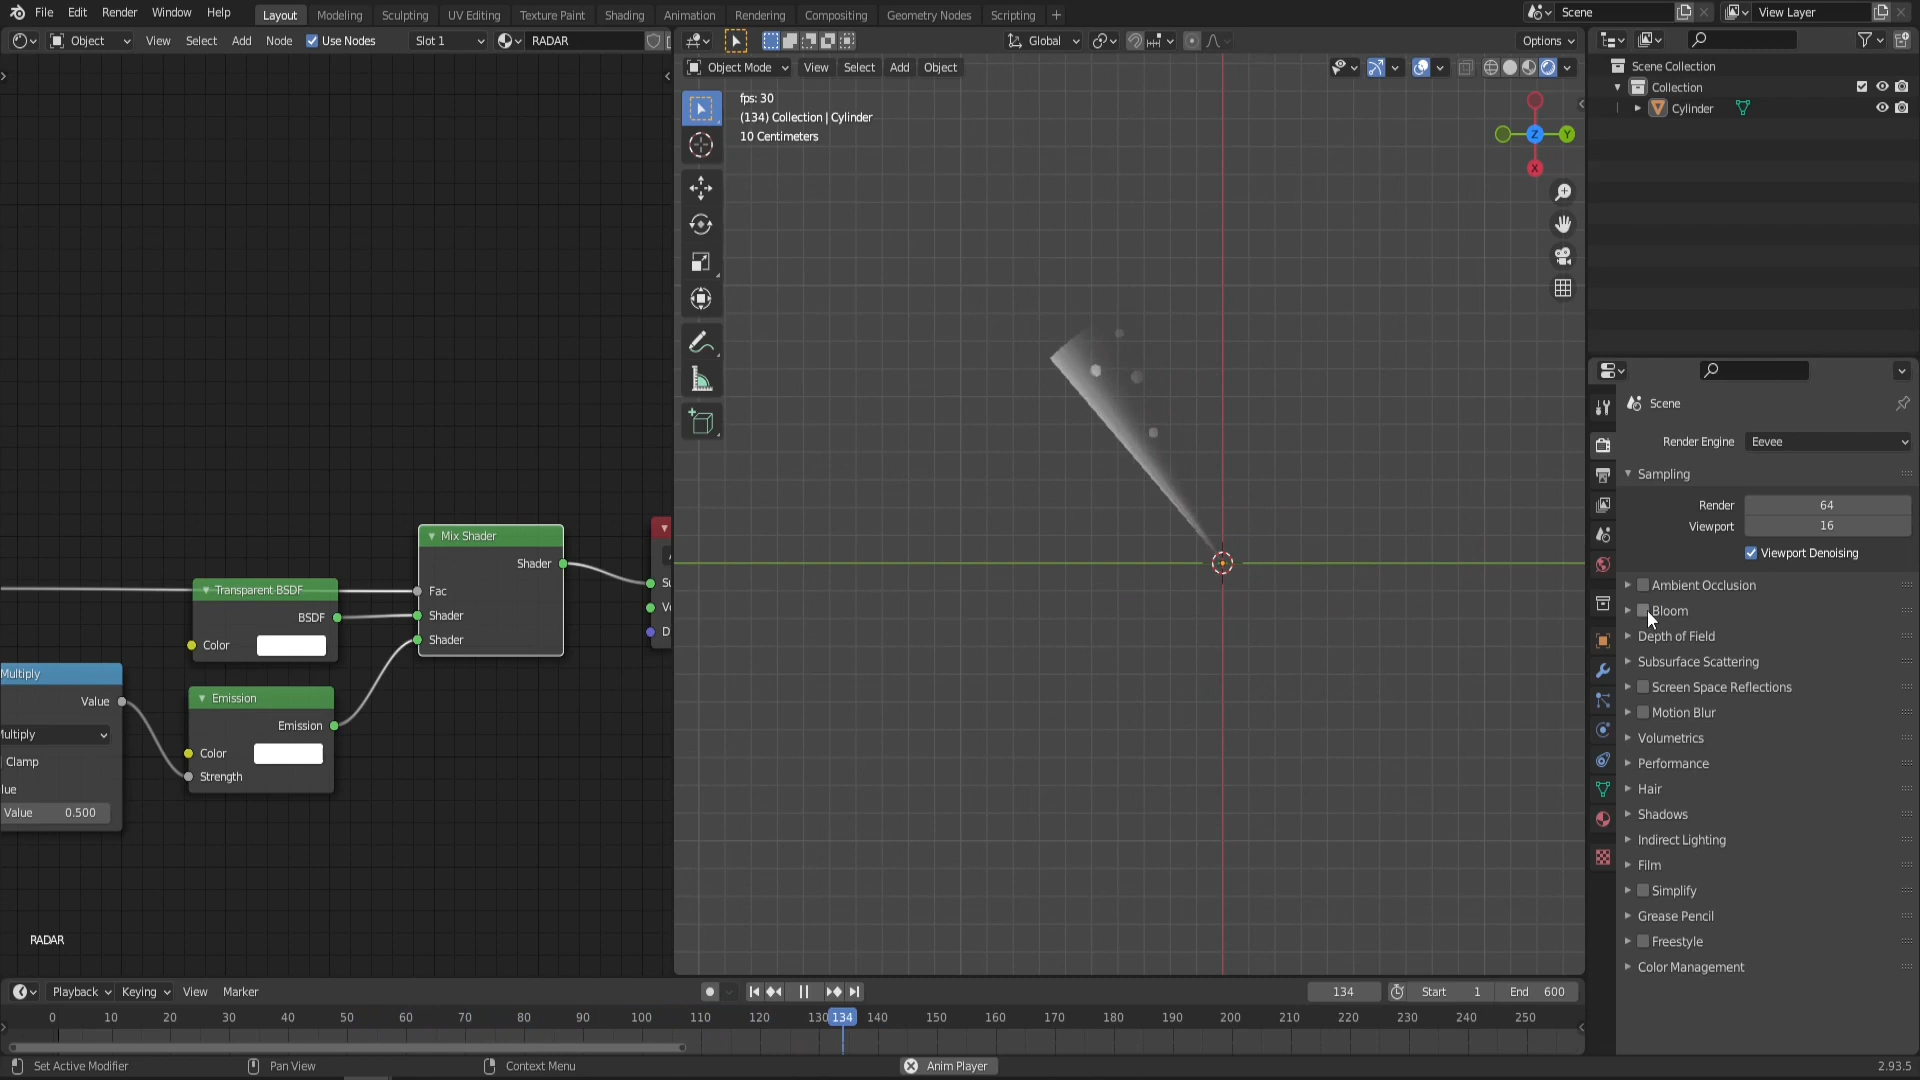 File Edit Render Window Help Layout Modeling Sculpting UV Editing Texture Paint Shading Animation Rendering Compositing Geometry Nodes Scripting + Scene View Layer
Object View Select Add Node Use Nodes Slot 1 RADAR Global Options
Object Mode View Select Add Object
Scene Collection
Collection
Cylinder
fps: 30
(134) Collection | Cylinder
10 Centimeters
Z Y
X
Scene
Render Engine Eevee
Sampling
Render 64
Viewport 16
Viewport Denoising
Ambient Occlusion
Bloom
Depth of Field
Subsurface Scattering
Screen Space Reflections
Motion Blur
Volumetrics
Performance
Hair
Shadows
Indirect Lighting
Film
Simplify
Grease Pencil
Freestyle
Color Management
Mix Shader
Shader
Fac
Shader
Shader
Transparent BSDF
BSDF
Color
Emission
Emission
Color
Strength
Multiply
Value
Clamp
Value 0.500
RADAR
Playback Keying View Marker 134 Start 1 End 600
0 10 20 30 40 50 60 70 80 90 100 110 120 130 134 140 150 160 170 180 190 200 210 220 230 240 250
Set Active Modifier Pan View Context Menu Anim Player 2.93.5